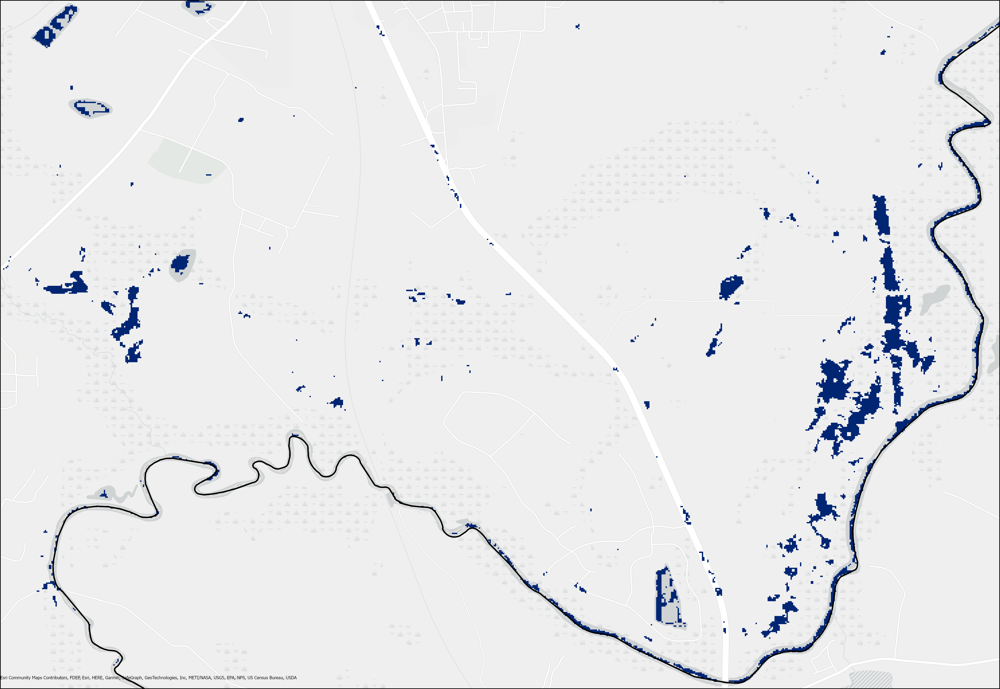 Esri Community Maps Contributors, FDEP, Esri, HERE, Garmin, SafeGraph, GeoTechnologies, Inc, METI/NASA, USGS, EPA, NPS, US Census Bureau, USDA